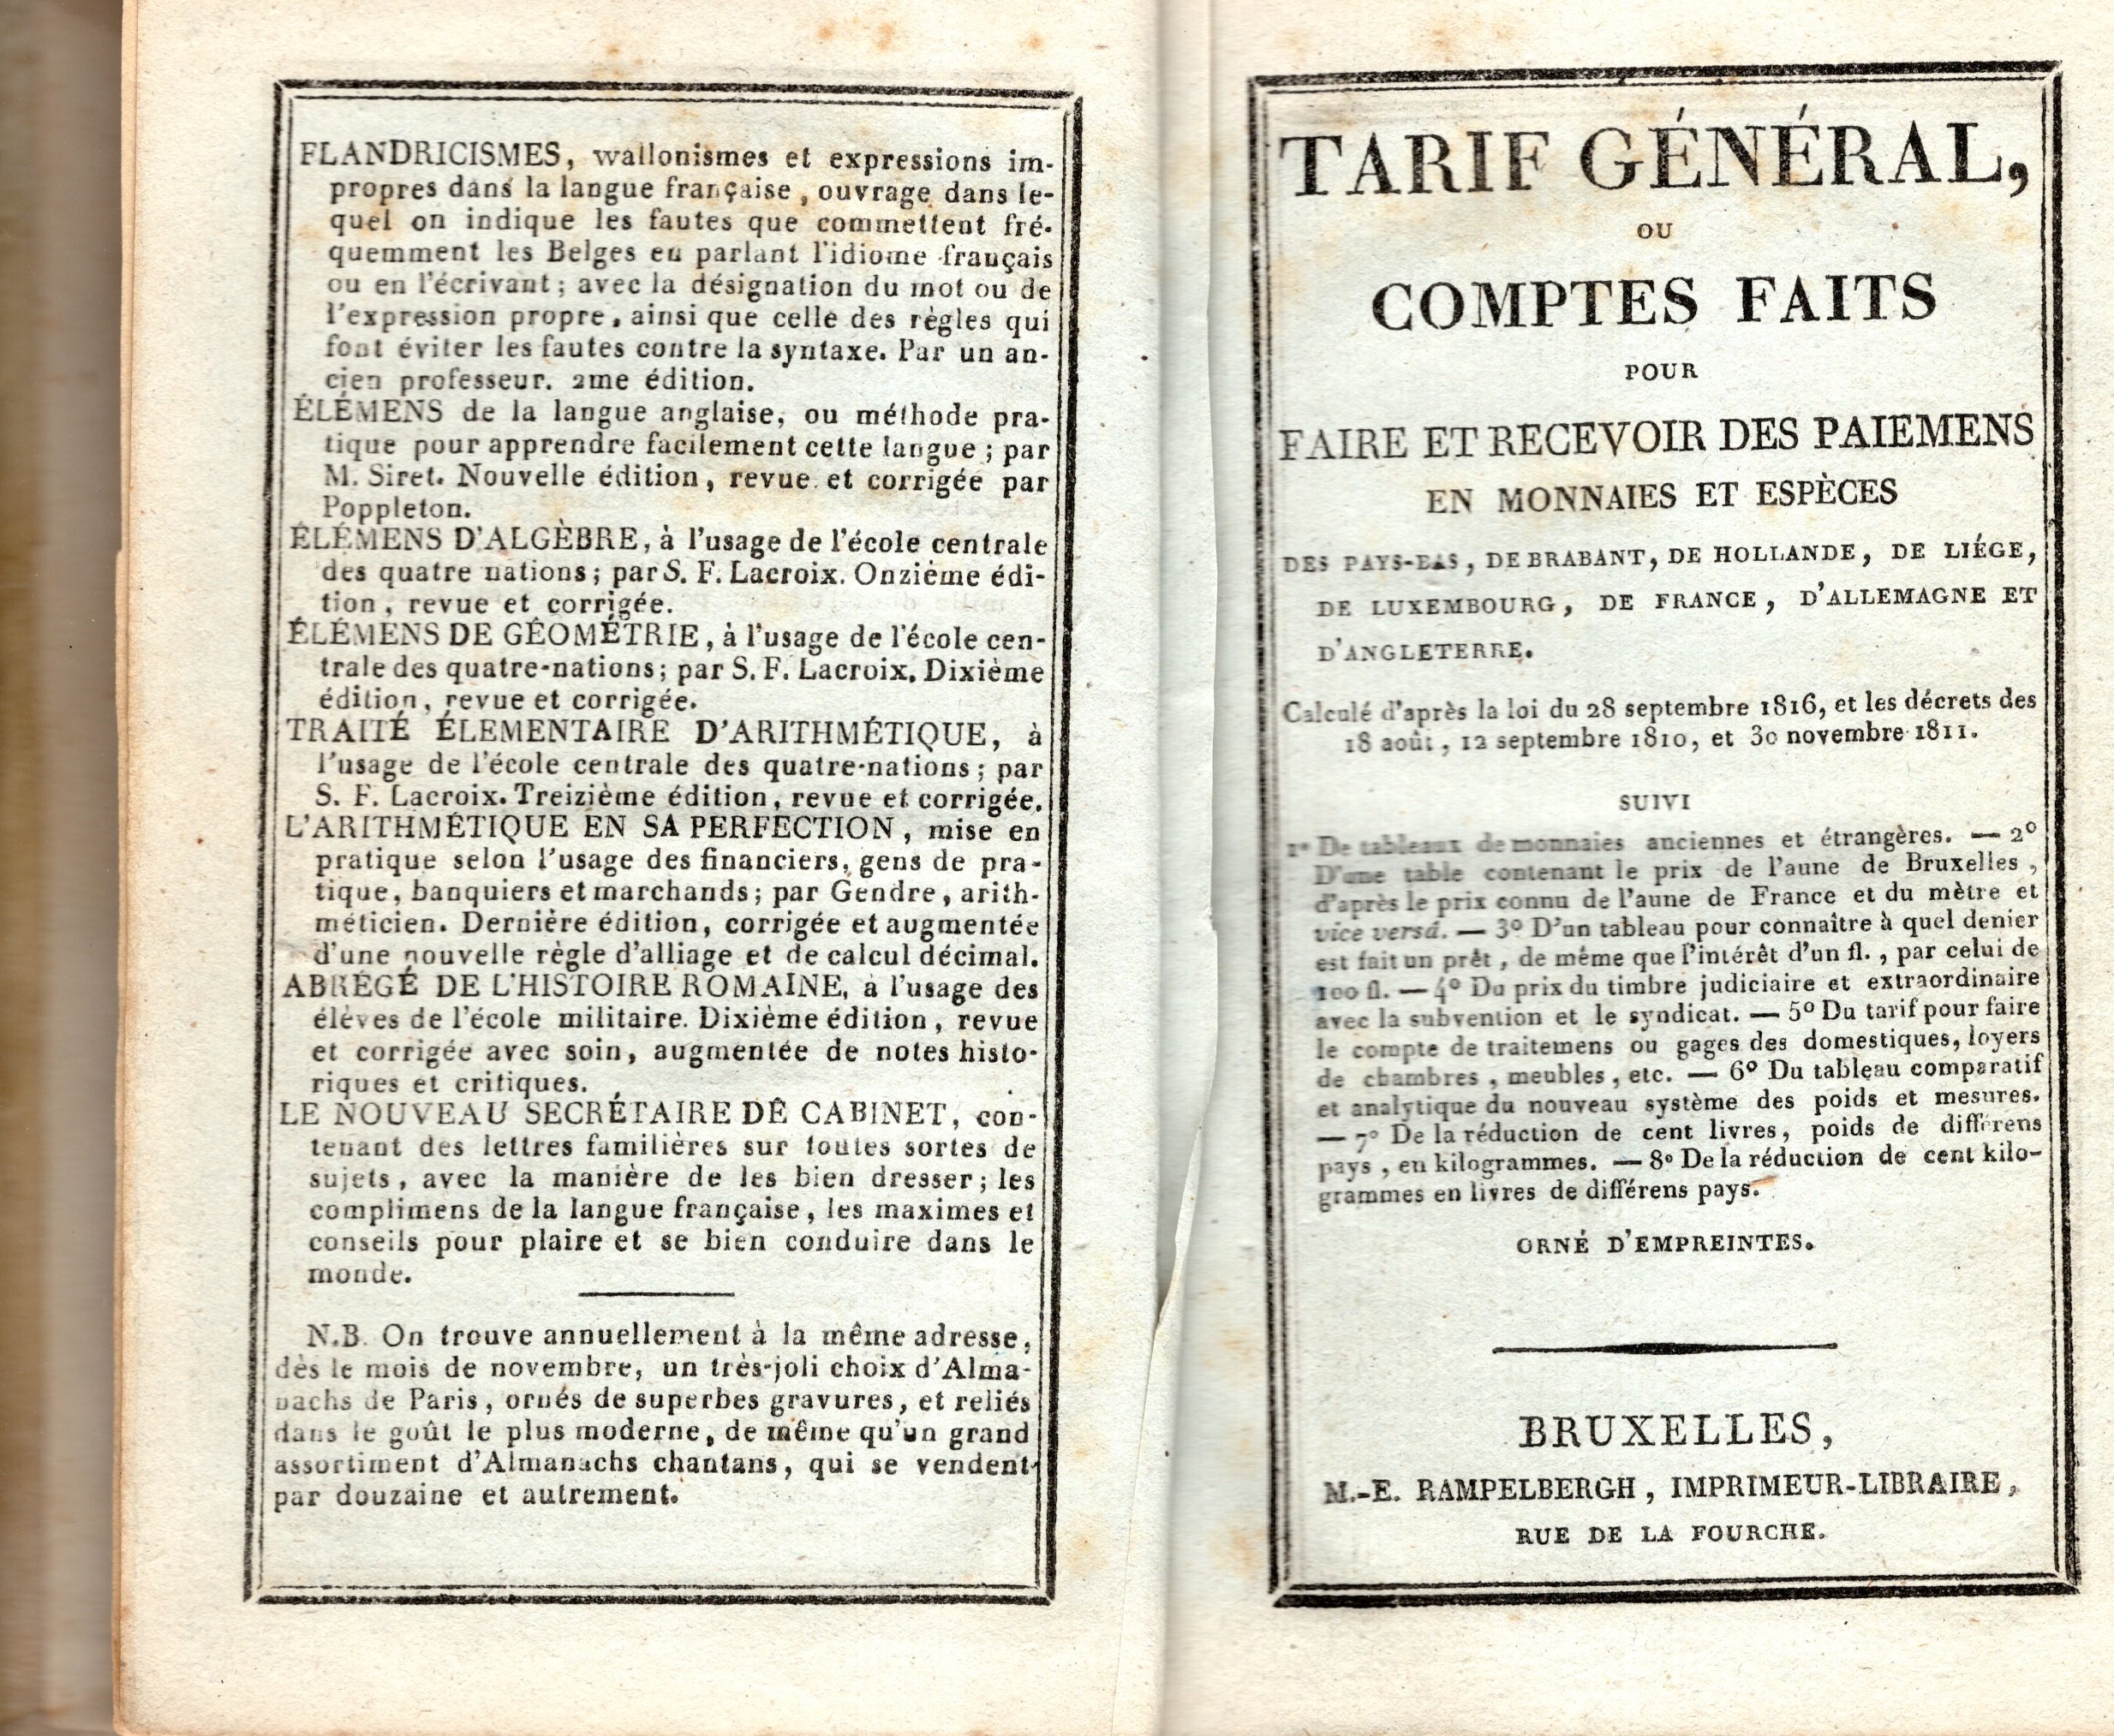 FLANDRICISMES, wallonismes et expressions im-
propres dans la langue française, ouvrage dans le-
quel on indique les fautes que commettent fré-
quemment les Belges en parlant l'idiome français
ou en l'écrivant; avec la désignation du mot ou de
l'expression propre, ainsi que celle des règles qui
font éviter les fautes contre la syntaxe. Par un an-
cien professeur. 2me édition.
ÉLÉMENS de la langue anglaise, ou méthode pra-
tique pour apprendre facilement cette langue; par
M. Siret. Nouvelle édition, revue et corrigée par
Poppleton.
ÉLÉMENS D'ALGÈBRE, à l'usage de l'école centrale
des quatre nations; par S. F. Lacroix. Onzième édi-
tion, revue et corrigée.
ÉLÉMENS DE GÉOMÉTRIE, à l'usage de l'école cen-
trale des quatre-nations; par S. F. Lacroix. Dixième
édition, revue et corrigée.
TRAITÉ ÉLEMENTAIRE D'ARITHMÉTIQUE, à
l'usage de l'école centrale des quatre-nations; par
S. F. Lacroix. Treizième édition, revue et corrigée.
L'ARITHMÉTIQUE EN SA PERFECTION, mise en
pratique selon l'usage des financiers, gens de pra-
tique, banquiers et marchands; par Gendre, arith-
méticien. Dernière édition, corrigée et augmentée
d'une nouvelle règle d'alliage et de calcul décimal.
ABRÉGÉ DE L'HISTOIRE ROMAINE, à l'usage des
élèves de l'école militaire. Dixième édition, revue
et corrigée avec soin, augmentée de notes histo-
riques et critiques.
LE NOUVEAU SECRÉTAIRE DE CABINET, con-
tenant des lettres familières sur toutes sortes de
sujets, avec la manière de les bien dresser; les
complimens de la langue française, les maximes et
conseils pour plaire et se bien conduire dans le
monde.
N.B. On trouve annuellement à la même adresse,
dès le mois de novembre, un très-joli choix d'Alma-
nachs de Paris, ornés de superbes gravures, et reliés
dans le goût le plus moderne, de même qu'un grand
assortiment d'Almanachs chantans, qui se vendent
par douzaine et autrement.
TARIF GÉNÉRAL,
OU
COMPTES FAITS
POUR
FAIRE ET RECEVOIR DES PAIEMENS
EN MONNAIES ET ESPÈCES
DES PAYS-BAS, DE BRABANT, DE HOLLANDE, DE LIÉGE,
DE LUXEMBOURG, DE FRANCE, D'ALLEMAGNE ET
D'ANGLETERRE.
Calculé d'après la loi du 28 septembre 1816, et les décrets des
18 août, 12 septembre 1810, et 30 novembre 1811.
SUIVI
1° De tableaux de monnaies anciennes et étrangères. — 2°
D'une table contenant le prix de l'aune de Bruxelles,
d'après le prix connu de l'aune de France et du mètre et
vice versâ. — 3° D'un tableau pour connaître à quel denier
est fait un prêt, de même que l'intérêt d'un fl., par celui de
100 fl. — 4° Du prix du timbre judiciaire et extraordinaire
avec la subvention et le syndicat. — 5° Du tarif pour faire
le compte de traitemens ou gages des domestiques, loyers
de chambres, meubles, etc. — 6° Du tableau comparatif
et analytique du nouveau système des poids et mesures.
— 7° De la réduction de cent livres, poids de différens
pays, en kilogrammes. — 8° De la réduction de cent kilo-
grammes en livres de différens pays.
ORNÉ D'EMPREINTES.
BRUXELLES,
M.-E. RAMPELBERGH, IMPRIMEUR-LIBRAIRE,
RUE DE LA FOURCHE.